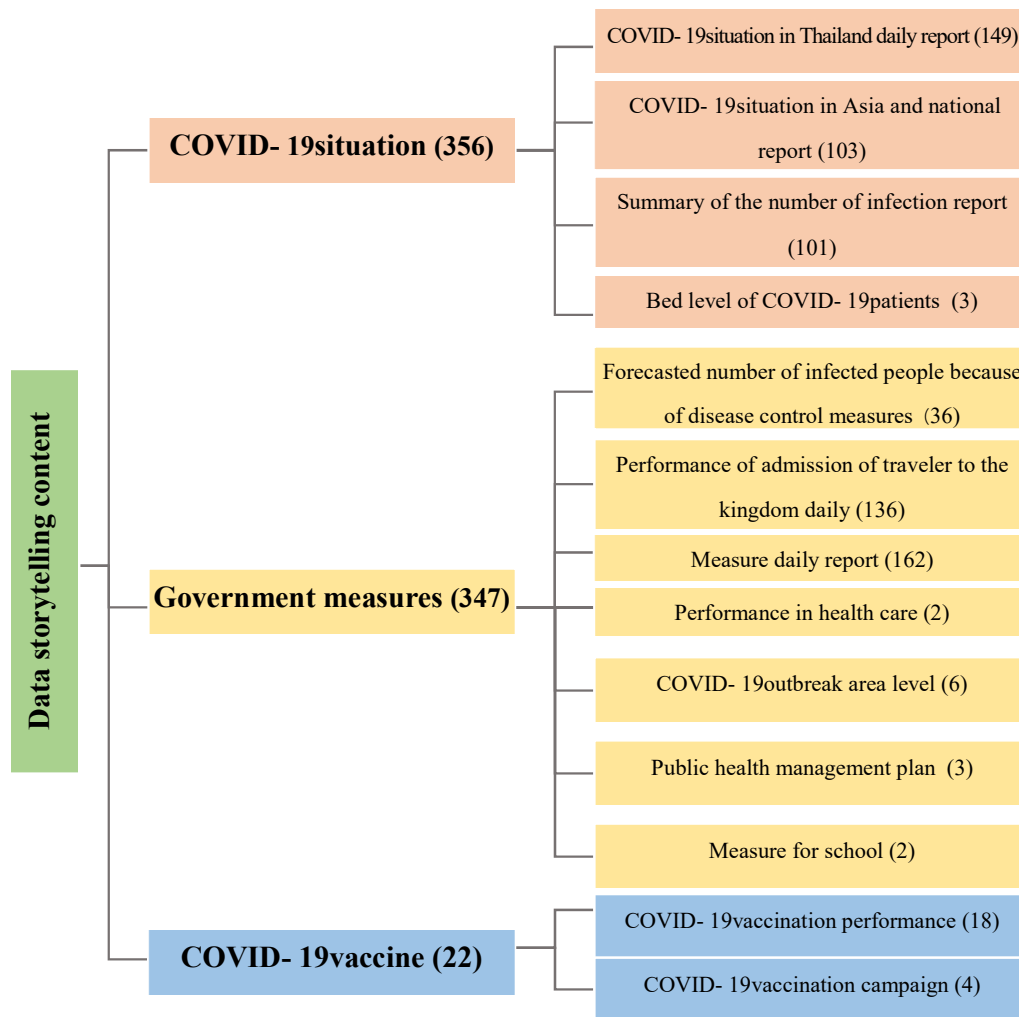 Data storytelling content
COVID- 19situation (356)
COVID- 19situation in Thailand daily report (149)
COVID- 19situation in Asia and national
report (103)
Summary of the number of infection report
(101)
Bed level of COVID- 19patients (3)
Government measures (347)
Forecasted number of infected people because
of disease control measures (36)
Performance of admission of traveler to the
kingdom daily (136)
Measure daily report (162)
Performance in health care (2)
COVID- 19outbreak area level (6)
Public health management plan (3)
Measure for school (2)
COVID- 19vaccine (22)
COVID- 19vaccination performance (18)
COVID- 19vaccination campaign (4)